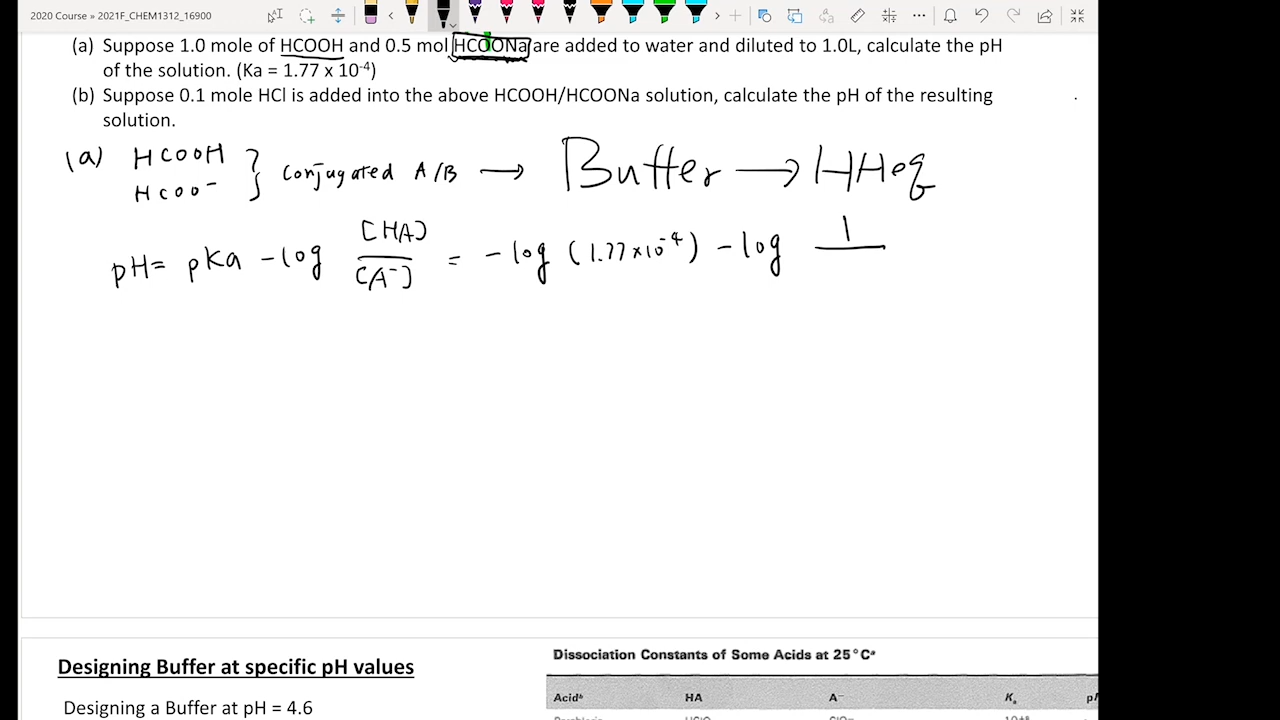 2020 Course » 2021F_CHEM1312_16900
(a) Suppose 1.0 mole of HCOOH and 0.5 mol HCOONa are added to water and diluted to 1.0L, calculate the pH
of the solution. (Ka = 1.77 x 10⁻⁴)
(b) Suppose 0.1 mole HCl is added into the above HCOOH/HCOONa solution, calculate the pH of the resulting
solution.
(a) HCOOH
HCOO⁻
} Conjugated A/B → Buffer → HHeq
pH = pKa - log [HA]/[A⁻] = - log (1.77×10⁻⁴) - log 1/
Designing Buffer at specific pH values
Designing a Buffer at pH = 4.6
Dissociation Constants of Some Acids at 25°Cᵃ
Acidᵇ HA A⁻ Kₐ